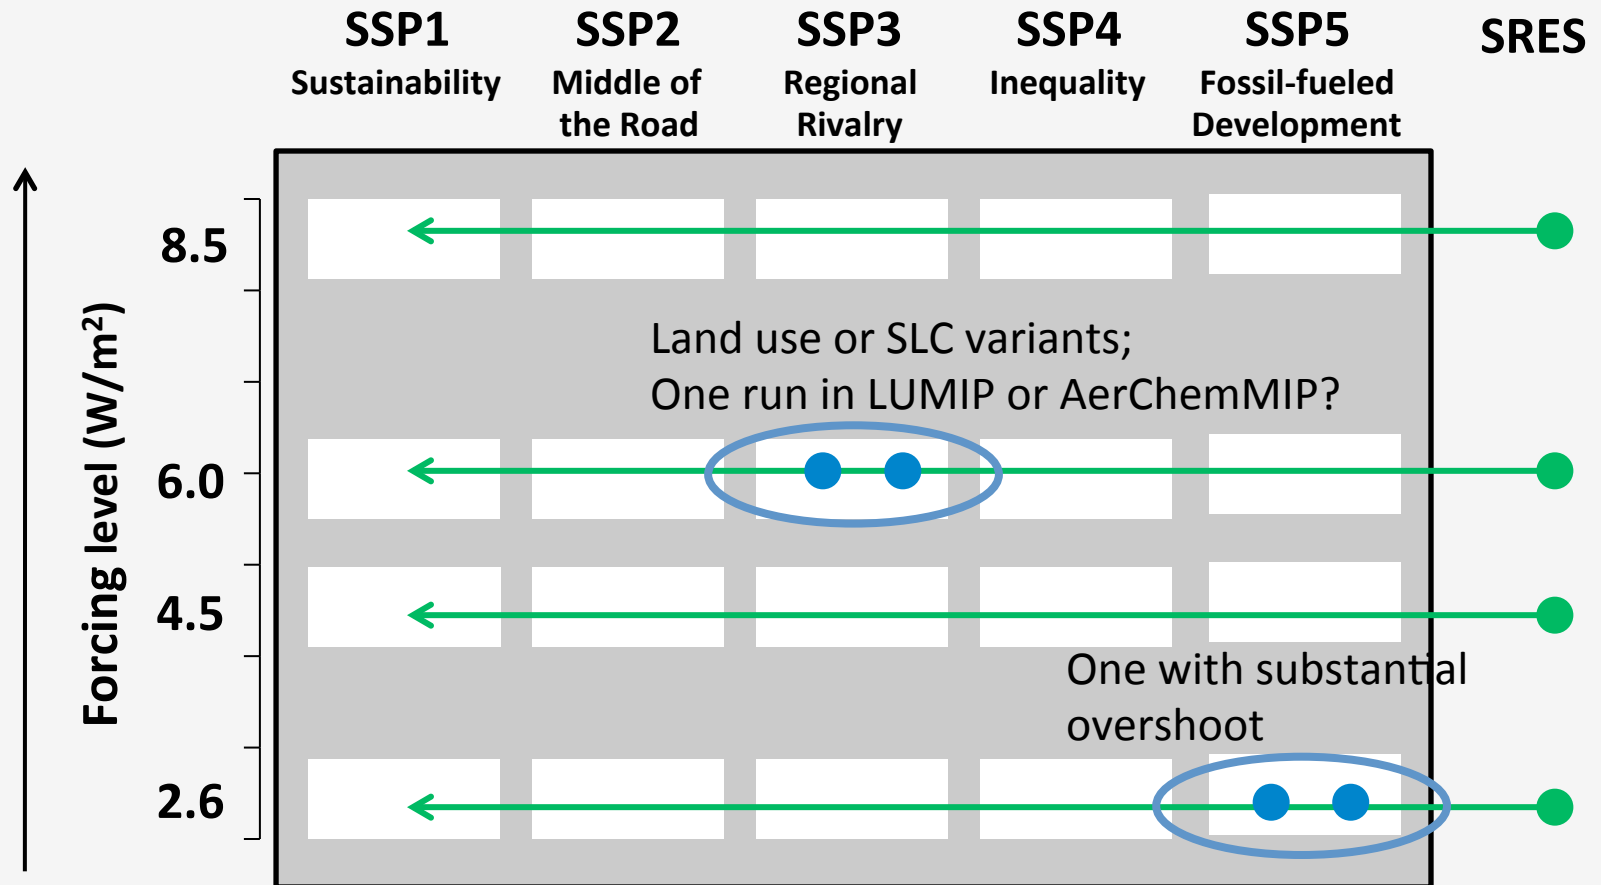 SSP1
SSP2
SSP3
SSP4
SSP5
SRES
Sustainability
Middle of
the Road
Regional
Rivalry
Inequality
Fossil-fueled
Development
Forcing level (W/m²)
8.5
Land use or SLC variants;
One run in LUMIP or AerChemMIP?
6.0
4.5
One with substantial
overshoot
2.6